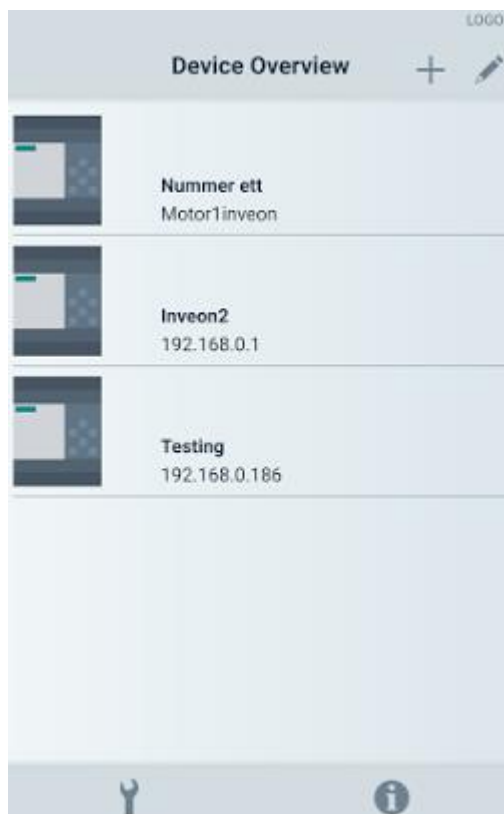 LOGO
Device Overview
Nummer ett
Motor1inveon
Inveon2
192.168.0.1
Testing
192.168.0.186